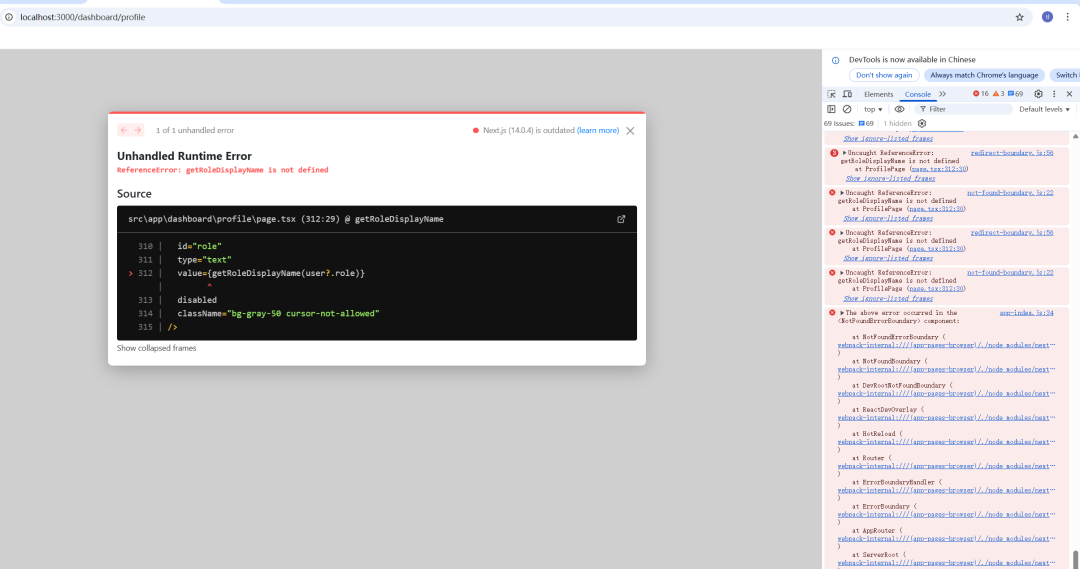 localhost:3000/dashboard/profile
B
DevTools is now available in Chinese
Don't show again
Always match Chrome's language
Switch
Elements
Console
16
3
69
top
Filter
Default levels
69 Issues:
69
1 hidden
Show ignore-listed frames
3
Uncaught ReferenceError:
redirect-boundary.js:56
getRoleDisplayName is not defined
at ProfilePage (page.tsx:312:30)
Show ignore-listed frames
Uncaught ReferenceError:
not-found-boundary.js:22
getRoleDisplayName is not defined
at ProfilePage (page.tsx:312:30)
Show ignore-listed frames
Uncaught ReferenceError:
redirect-boundary.js:56
getRoleDisplayName is not defined
at ProfilePage (page.tsx:312:30)
Show ignore-listed frames
Uncaught ReferenceError:
not-found-boundary.js:22
getRoleDisplayName is not defined
at ProfilePage (page.tsx:312:30)
Show ignore-listed frames
The above error occurred in the
app-index.js:34
<NotFoundErrorBoundary> component:
at NotFoundErrorBoundary (
webpack-internal:///(app-pages-browser)/./node_modules/next…
)
at NotFoundBoundary (
webpack-internal:///(app-pages-browser)/./node_modules/next…
)
at DevRootNotFoundBoundary (
webpack-internal:///(app-pages-browser)/./node_modules/next…
)
at ReactDevOverlay (
webpack-internal:///(app-pages-browser)/./node_modules/next…
)
at HotReload (
webpack-internal:///(app-pages-browser)/./node_modules/next…
)
at Router (
webpack-internal:///(app-pages-browser)/./node_modules/next…
)
at ErrorBoundaryHandler (
webpack-internal:///(app-pages-browser)/./node_modules/next…
)
at ErrorBoundary (
webpack-internal:///(app-pages-browser)/./node_modules/next…
)
at AppRouter (
webpack-internal:///(app-pages-browser)/./node_modules/next…
)
at ServerRoot (
webpack-internal:///(app-pages-browser)/./node_modules/next…
1 of 1 unhandled error
Next.js (14.0.4) is outdated (learn more)
Unhandled Runtime Error
ReferenceError: getRoleDisplayName is not defined
Source
src\app\dashboard\profile\page.tsx (312:29) @ getRoleDisplayName
310 | id="role"
311 | type="text"
> 312 | value={getRoleDisplayName(user?.role)}
| ^
313 | disabled
314 | className="bg-gray-50 cursor-not-allowed"
315 | />
Show collapsed frames